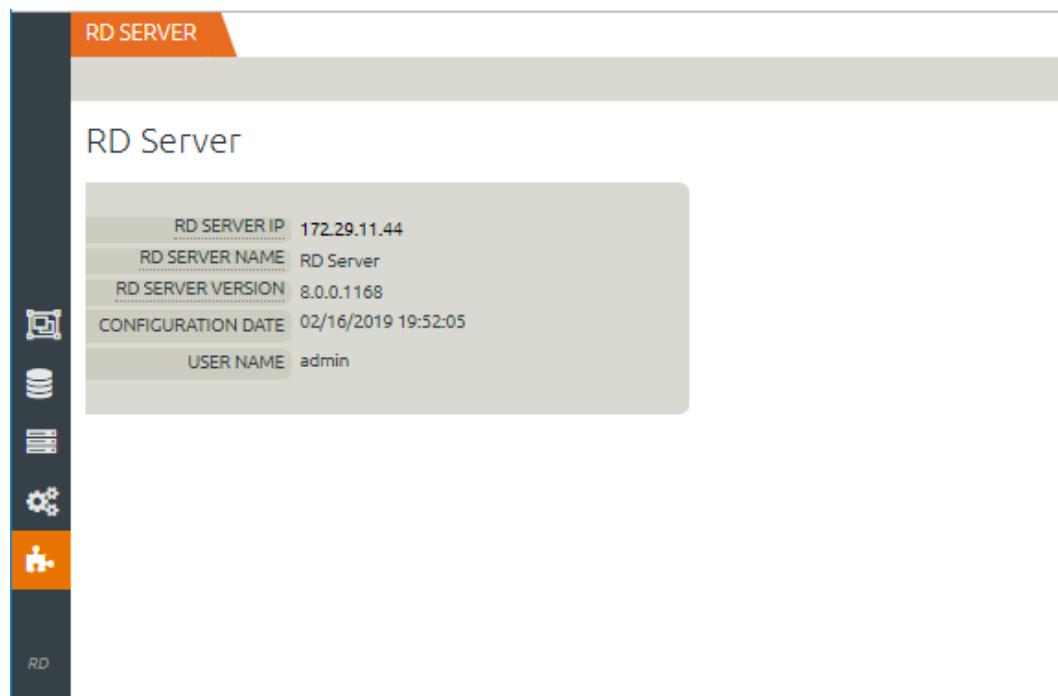 RD SERVER
RD Server
RD SERVER IP 172.29.11.44
RD SERVER NAME RD Server
RD SERVER VERSION 8.0.0.1168
CONFIGURATION DATE 02/16/2019 19:52:05
USER NAME admin
RD